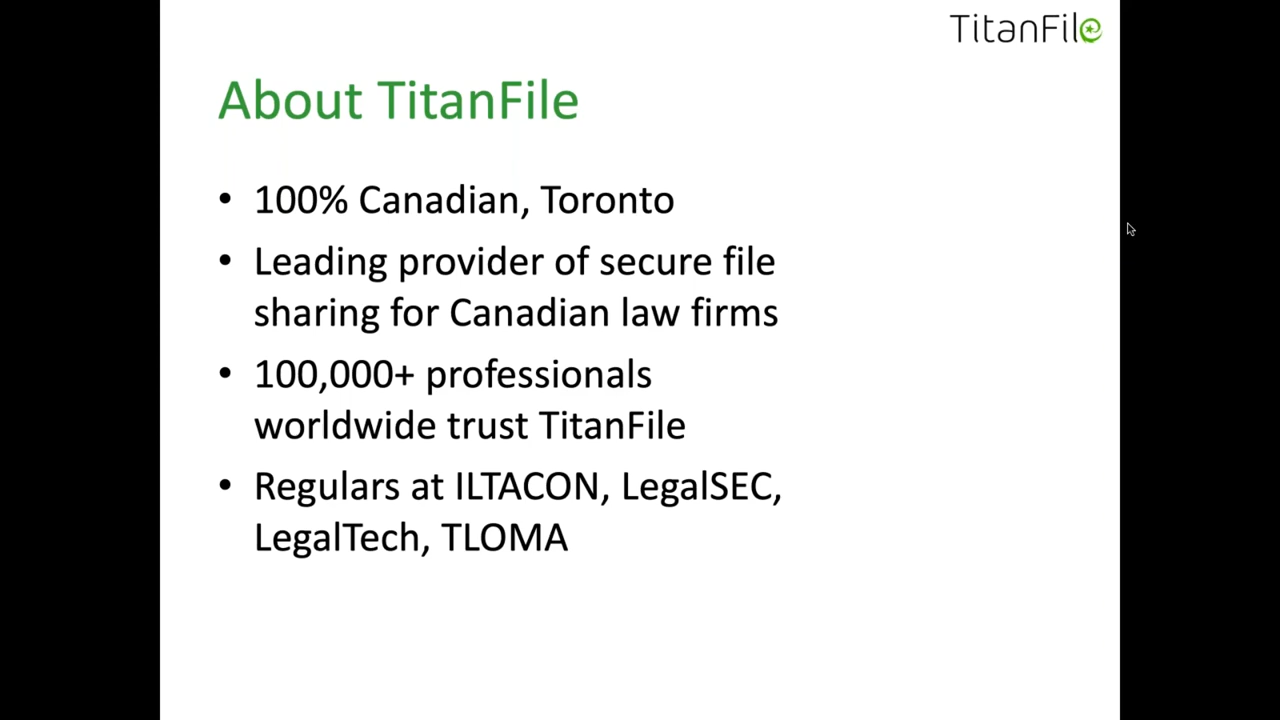 TitanFile
About TitanFile
• 100% Canadian, Toronto
• Leading provider of secure file
sharing for Canadian law firms
• 100,000+ professionals
worldwide trust TitanFile
• Regulars at ILTACON, LegalSEC,
LegalTech, TLOMA